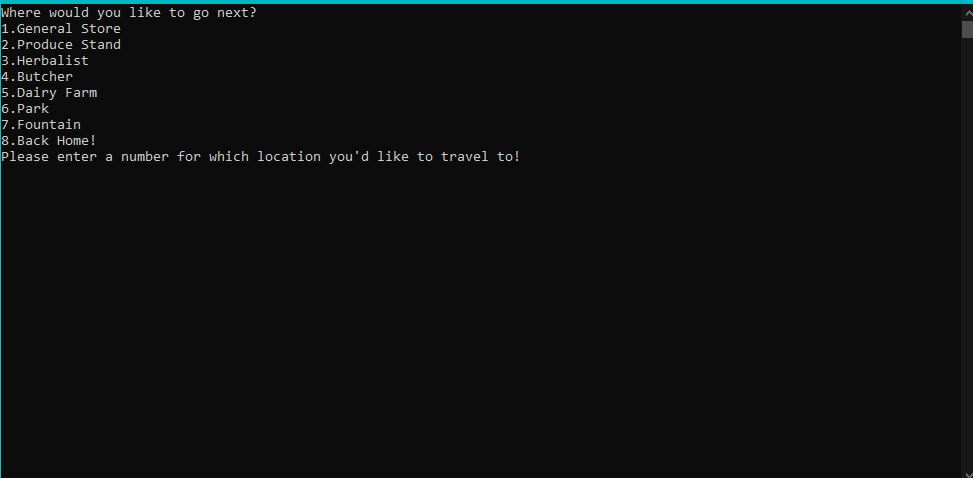 Where would you like to go next?
1.General Store
2.Produce Stand
3.Herbalist
4.Butcher
5.Dairy Farm
6.Park
7.Fountain
8.Back Home!
Please enter a number for which location you'd like to travel to!